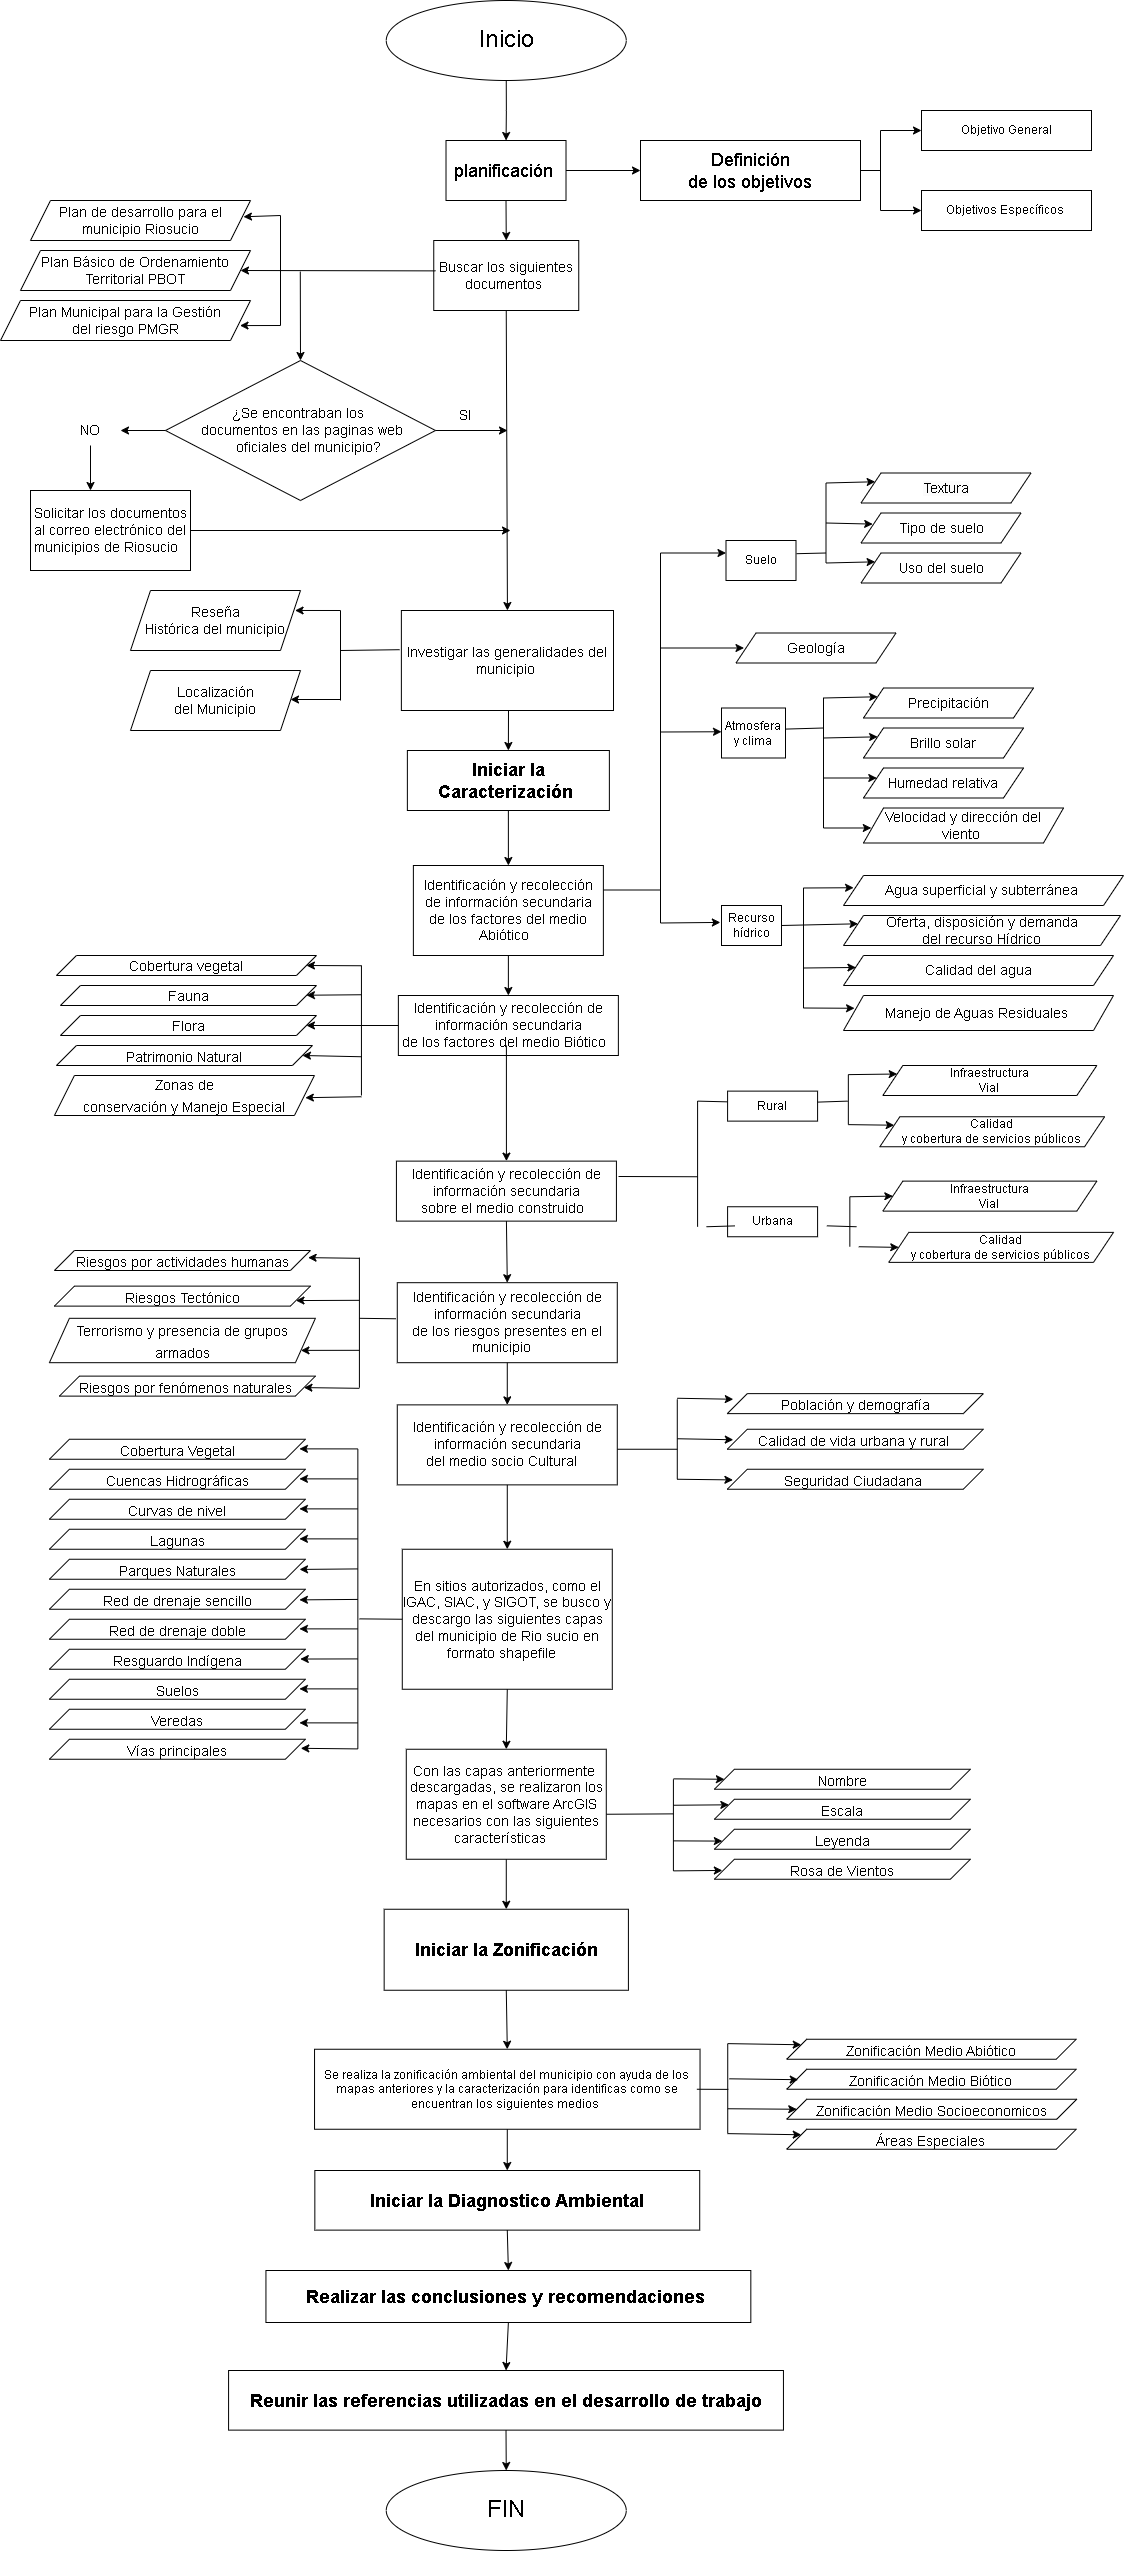 Inicio
planificación
Definición
de los objetivos
Objetivo General
Objetivos Específicos
Buscar los siguientes
documentos
Plan de desarrollo para el
municipio Riosucio
Plan Básico de Ordenamiento
Territorial PBOT
Plan Municipal para la Gestión
del riesgo PMGR
¿Se encontraban los
documentos en las paginas web
oficiales del municipio?
SI
NO
Solicitar los documentos
al correo electrónico del
municipios de Riosucio
Investigar las generalidades del
municipio
Reseña
Histórica del municipio
Localización
del Municipio
Iniciar la
Caracterización
Identificación y recolección
de información secundaria
de los factores del medio
Abiótico
Suelo
Textura
Tipo de suelo
Uso del suelo
Geología
Atmosfera
y clima
Precipitación
Brillo solar
Humedad relativa
Velocidad y dirección del
viento
Recurso
hídrico
Agua superficial y subterránea
Oferta, disposición y demanda
del recurso Hídrico
Calidad del agua
Manejo de Aguas Residuales
Identificación y recolección de
información secundaria
de los factores del medio Biótico
Cobertura vegetal
Fauna
Flora
Patrimonio Natural
Zonas de
conservación y Manejo Especial
Identificación y recolección de
información secundaria
sobre el medio construido
Rural
Infraestructura
Vial
Calidad
y cobertura de servicios públicos
Urbana
Infraestructura
Vial
Calidad
y cobertura de servicios públicos
Identificación y recolección de
información secundaria
de los riesgos presentes en el
municipio
Riesgos por actividades humanas
Riesgos Tectónico
Terrorismo y presencia de grupos
armados
Riesgos por fenómenos naturales
Identificación y recolección de
información secundaria
del medio socio Cultural
Población y demografía
Calidad de vida urbana y rural
Seguridad Ciudadana
En sitios autorizados, como el
IGAC, SIAC, y SIGOT, se busco y
descargo las siguientes capas
del municipio de Rio sucio en
formato shapefile
Cobertura Vegetal
Cuencas Hidrográficas
Curvas de nivel
Lagunas
Parques Naturales
Red de drenaje sencillo
Red de drenaje doble
Resguardo Indígena
Suelos
Veredas
Vías principales
Con las capas anteriormente
descargadas, se realizaron los
mapas en el software ArcGIS
necesarios con las siguientes
características
Nombre
Escala
Leyenda
Rosa de Vientos
Iniciar la Zonificación
Se realiza la zonificación ambiental del municipio con ayuda de los
mapas anteriores y la caracterización para identificas como se
encuentran los siguientes medios
Zonificación Medio Abiótico
Zonificación Medio Biótico
Zonificación Medio Socioeconomicos
Áreas Especiales
Iniciar la Diagnostico Ambiental
Realizar las conclusiones y recomendaciones
Reunir las referencias utilizadas en el desarrollo de trabajo
FIN